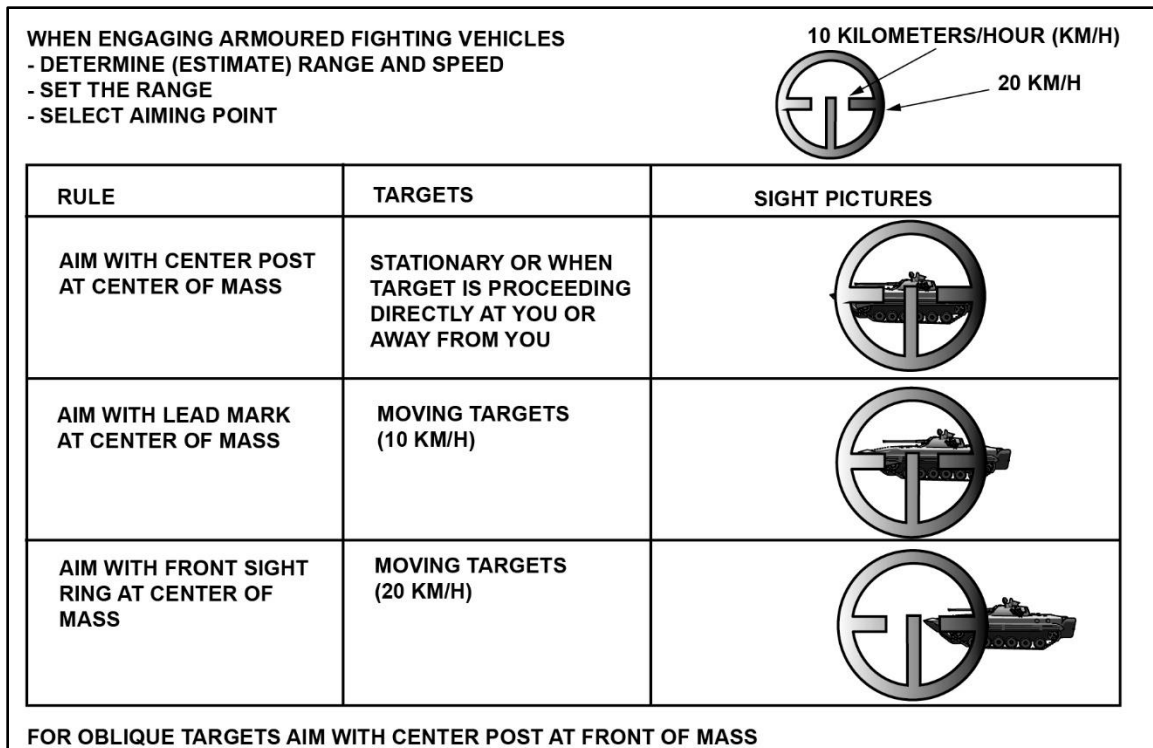 WHEN ENGAGING ARMOURED FIGHTING VEHICLES
- DETERMINE (ESTIMATE) RANGE AND SPEED
- SET THE RANGE
- SELECT AIMING POINT
10 KILOMETERS/HOUR (KM/H)
20 KM/H
RULE
TARGETS
SIGHT PICTURES
AIM WITH CENTER POST
AT CENTER OF MASS
STATIONARY OR WHEN
TARGET IS PROCEEDING
DIRECTLY AT YOU OR
AWAY FROM YOU
AIM WITH LEAD MARK
AT CENTER OF MASS
MOVING TARGETS
(10 KM/H)
AIM WITH FRONT SIGHT
RING AT CENTER OF
MASS
MOVING TARGETS
(20 KM/H)
FOR OBLIQUE TARGETS AIM WITH CENTER POST AT FRONT OF MASS